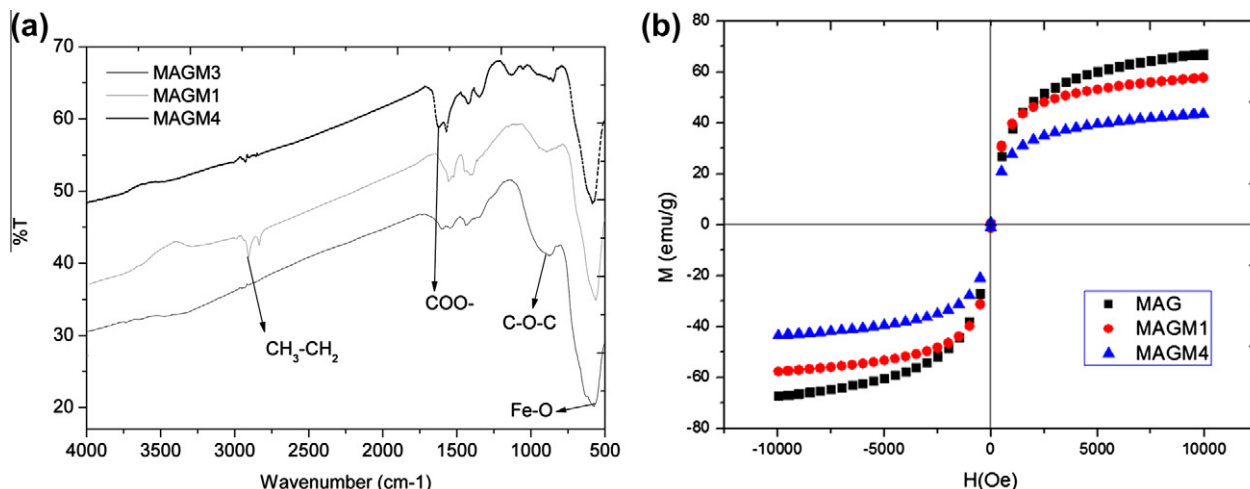 (a)
70
60
50
40
30
20
%T
MAGM3
MAGM1
MAGM4
CH₃-CH₂
COO-
C-O-C
Fe-O
4000 3500 3000 2500 2000 1500 1000 500
Wavenumber (cm-1)
(b)
80
60
40
20
0
-20
-40
-60
-80
M (emu/g)
MAG
MAGM1
MAGM4
-10000 -5000 0 5000 10000
H(Oe)